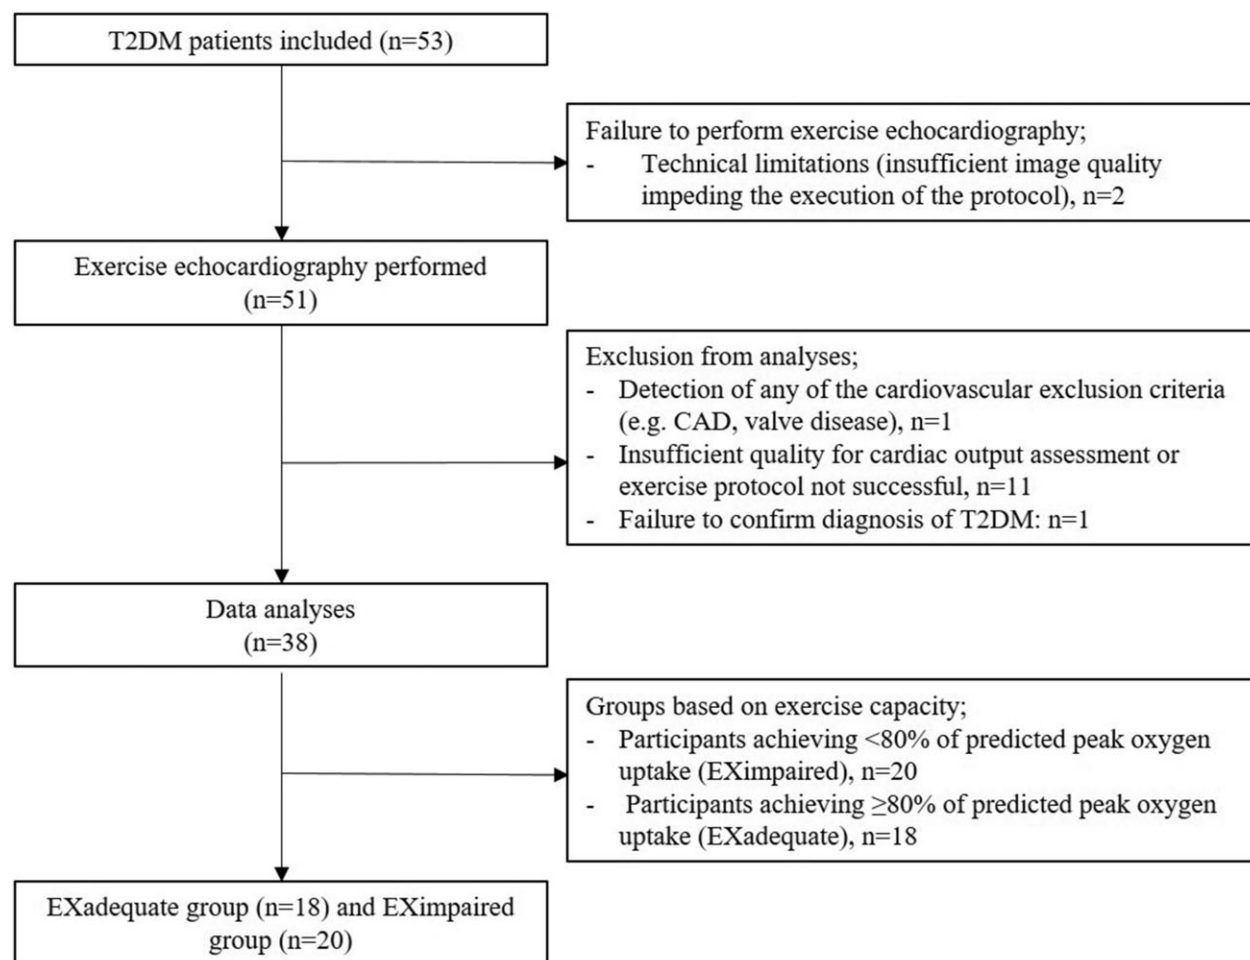 T2DM patients included (n=53)
Failure to perform exercise echocardiography;
- Technical limitations (insufficient image quality
impeding the execution of the protocol), n=2
Exercise echocardiography performed
(n=51)
Exclusion from analyses;
- Detection of any of the cardiovascular exclusion criteria
(e.g. CAD, valve disease), n=1
- Insufficient quality for cardiac output assessment or
exercise protocol not successful, n=11
- Failure to confirm diagnosis of T2DM: n=1
Data analyses
(n=38)
Groups based on exercise capacity;
- Participants achieving <80% of predicted peak oxygen
uptake (EXimpaired), n=20
- Participants achieving ≥80% of predicted peak oxygen
uptake (EXadequate), n=18
EXadequate group (n=18) and EXimpaired
group (n=20)